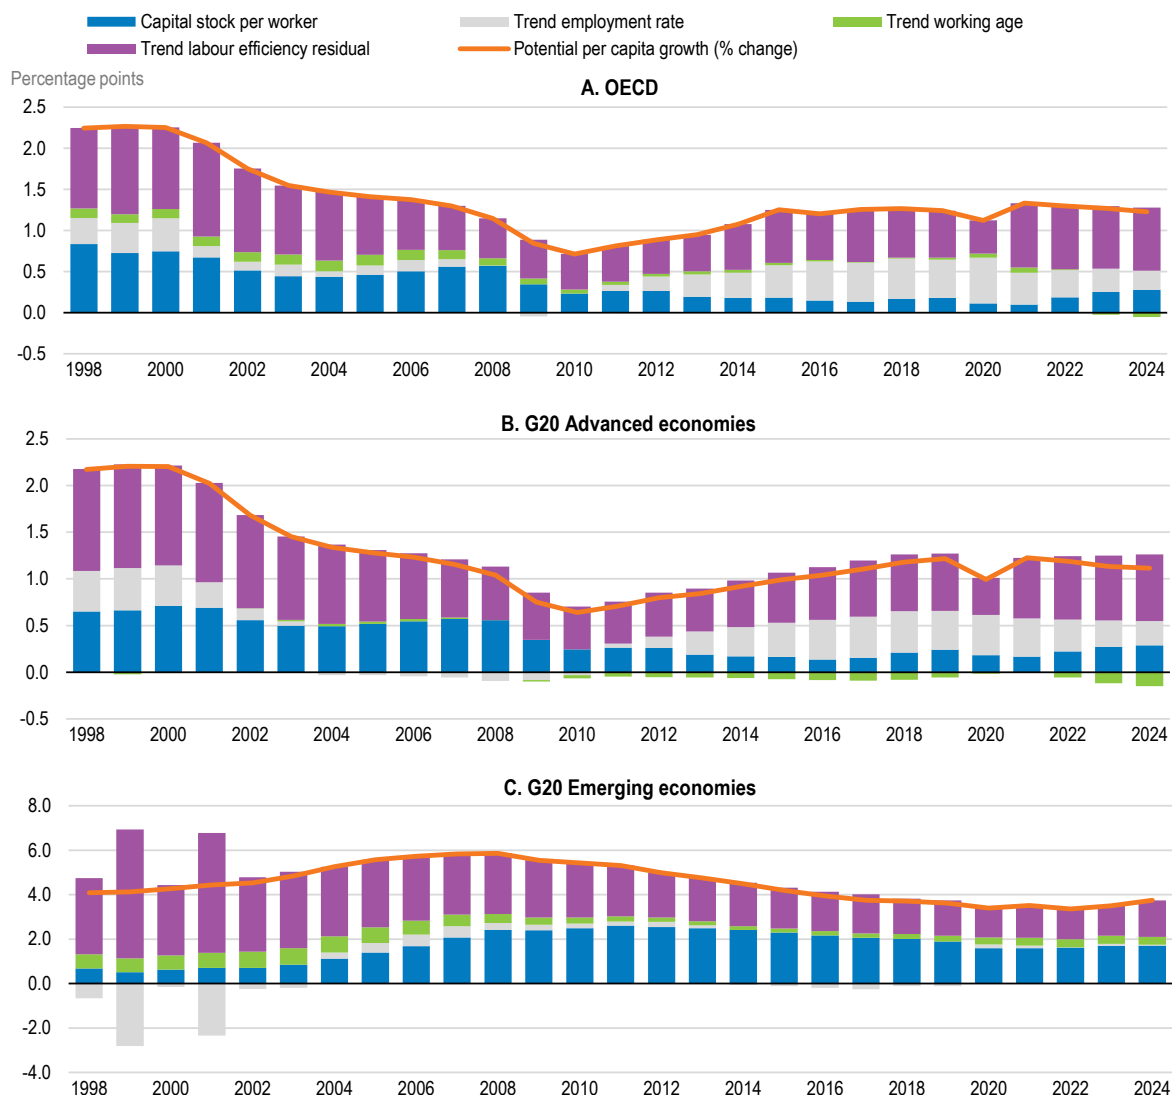 Capital stock per worker Trend employment rate Trend working age
Trend labour efficiency residual Potential per capita growth (% change)
Percentage points
A. OECD
2.5
2.0
1.5
1.0
0.5
0.0
-0.5
1998 2000 2002 2004 2006 2008 2010 2012 2014 2016 2018 2020 2022 2024
B. G20 Advanced economies
2.5
2.0
1.5
1.0
0.5
0.0
-0.5
1998 2000 2002 2004 2006 2008 2010 2012 2014 2016 2018 2020 2022 2024
C. G20 Emerging economies
8.0
6.0
4.0
2.0
0.0
-2.0
-4.0
1998 2000 2002 2004 2006 2008 2010 2012 2014 2016 2018 2020 2022 2024